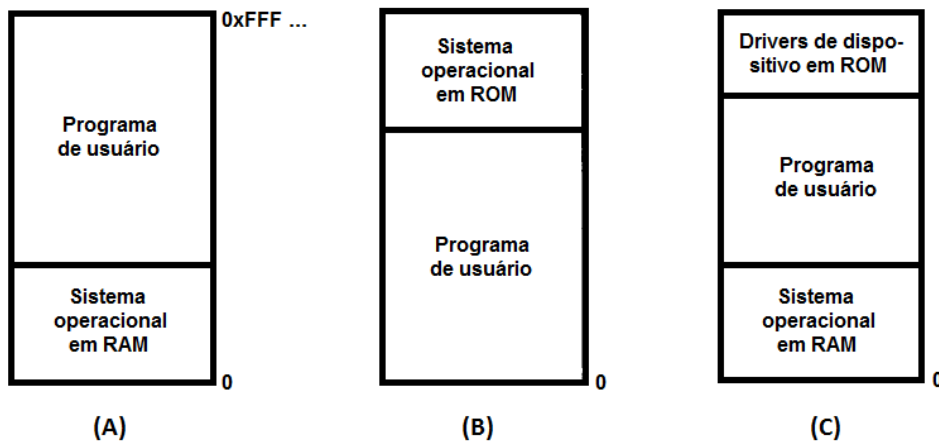 0xFFF ...
Programa
de usuário
Sistema
operacional
em RAM
0
(A)
Sistema
operacional
em ROM
Programa
de usuário
0
(B)
Drivers de dispo-
sitivo em ROM
Programa
de usuário
Sistema
operacional
em RAM
0
(C)